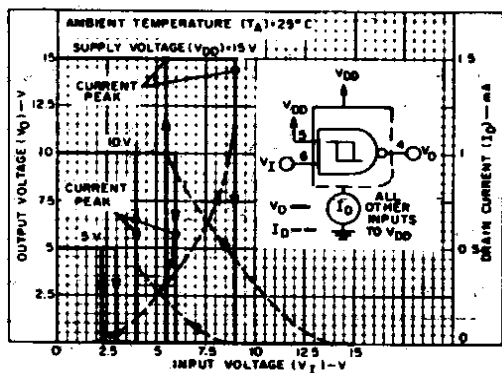 AMBIENT TEMPERATURE (TA)=25°C
SUPPLY VOLTAGE (VDD)=15 V
CURRENT
PEAK
10 V
CURRENT
PEAK
5 V
OUTPUT VOLTAGE (VO)—V
15
12.5
10
7.5
5
2.5
0
2.5
5
7.5
10
12.5
15
INPUT VOLTAGE (VI)—V
DRAIN CURRENT (ID)—mA
1.5
1
0.5
0
VDD
VDD
5
VI
6
4
VO
ID
ALL
OTHER
INPUTS
TO VDD
VO —
ID ---